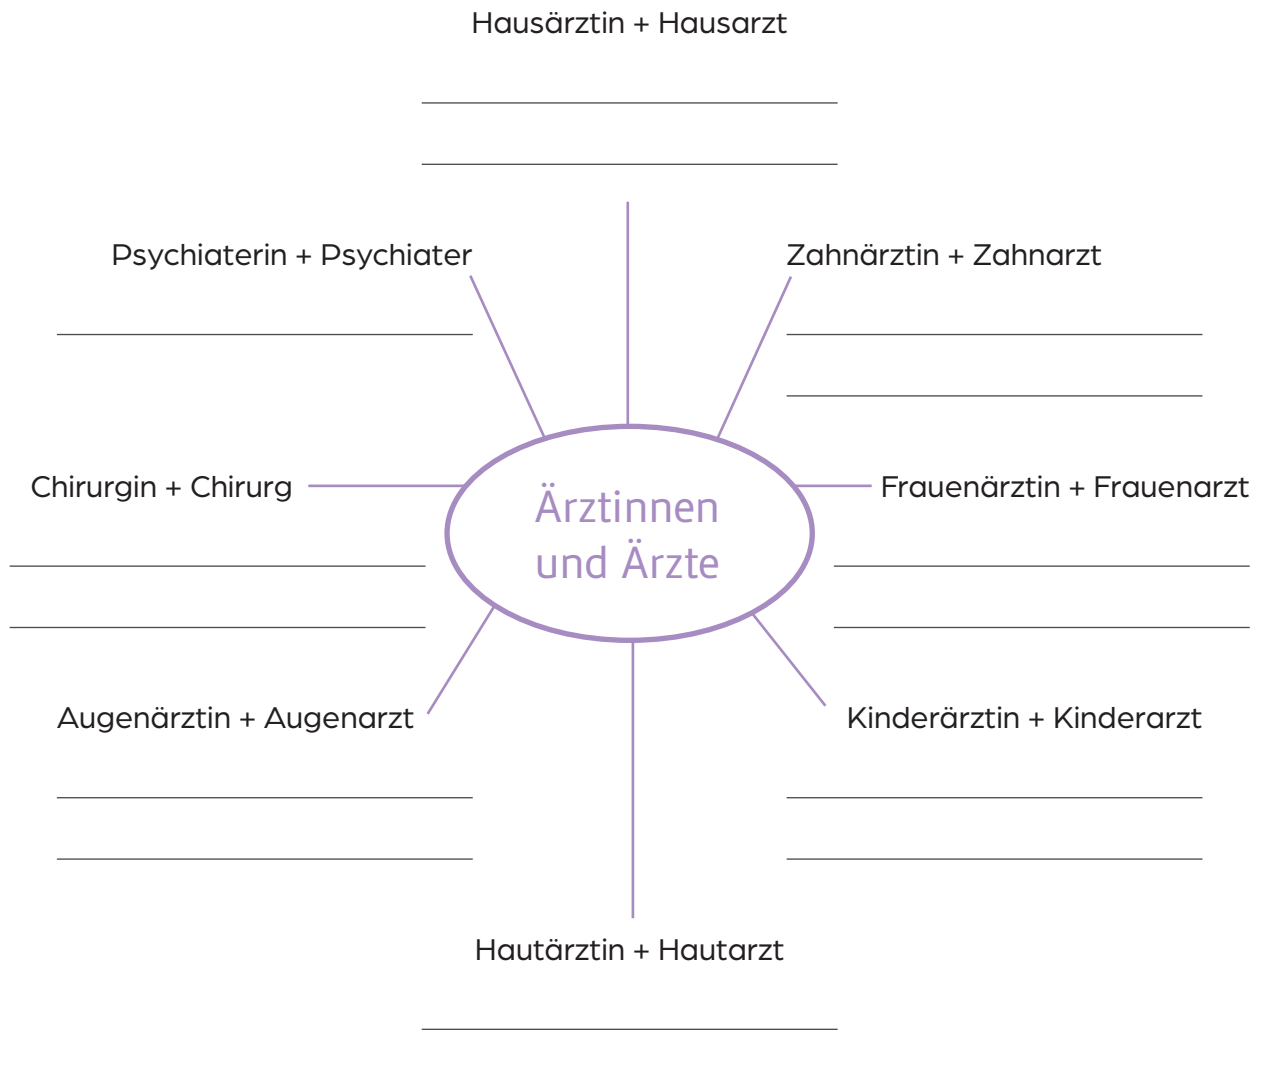 Hausärztin + Hausarzt
Psychiaterin + Psychiater
Zahnärztin + Zahnarzt
Chirurgin + Chirurg
Ärztinnen
und Ärzte
Frauenärztin + Frauenarzt
Augenärztin + Augenarzt
Kinderärztin + Kinderarzt
Hautärztin + Hautarzt